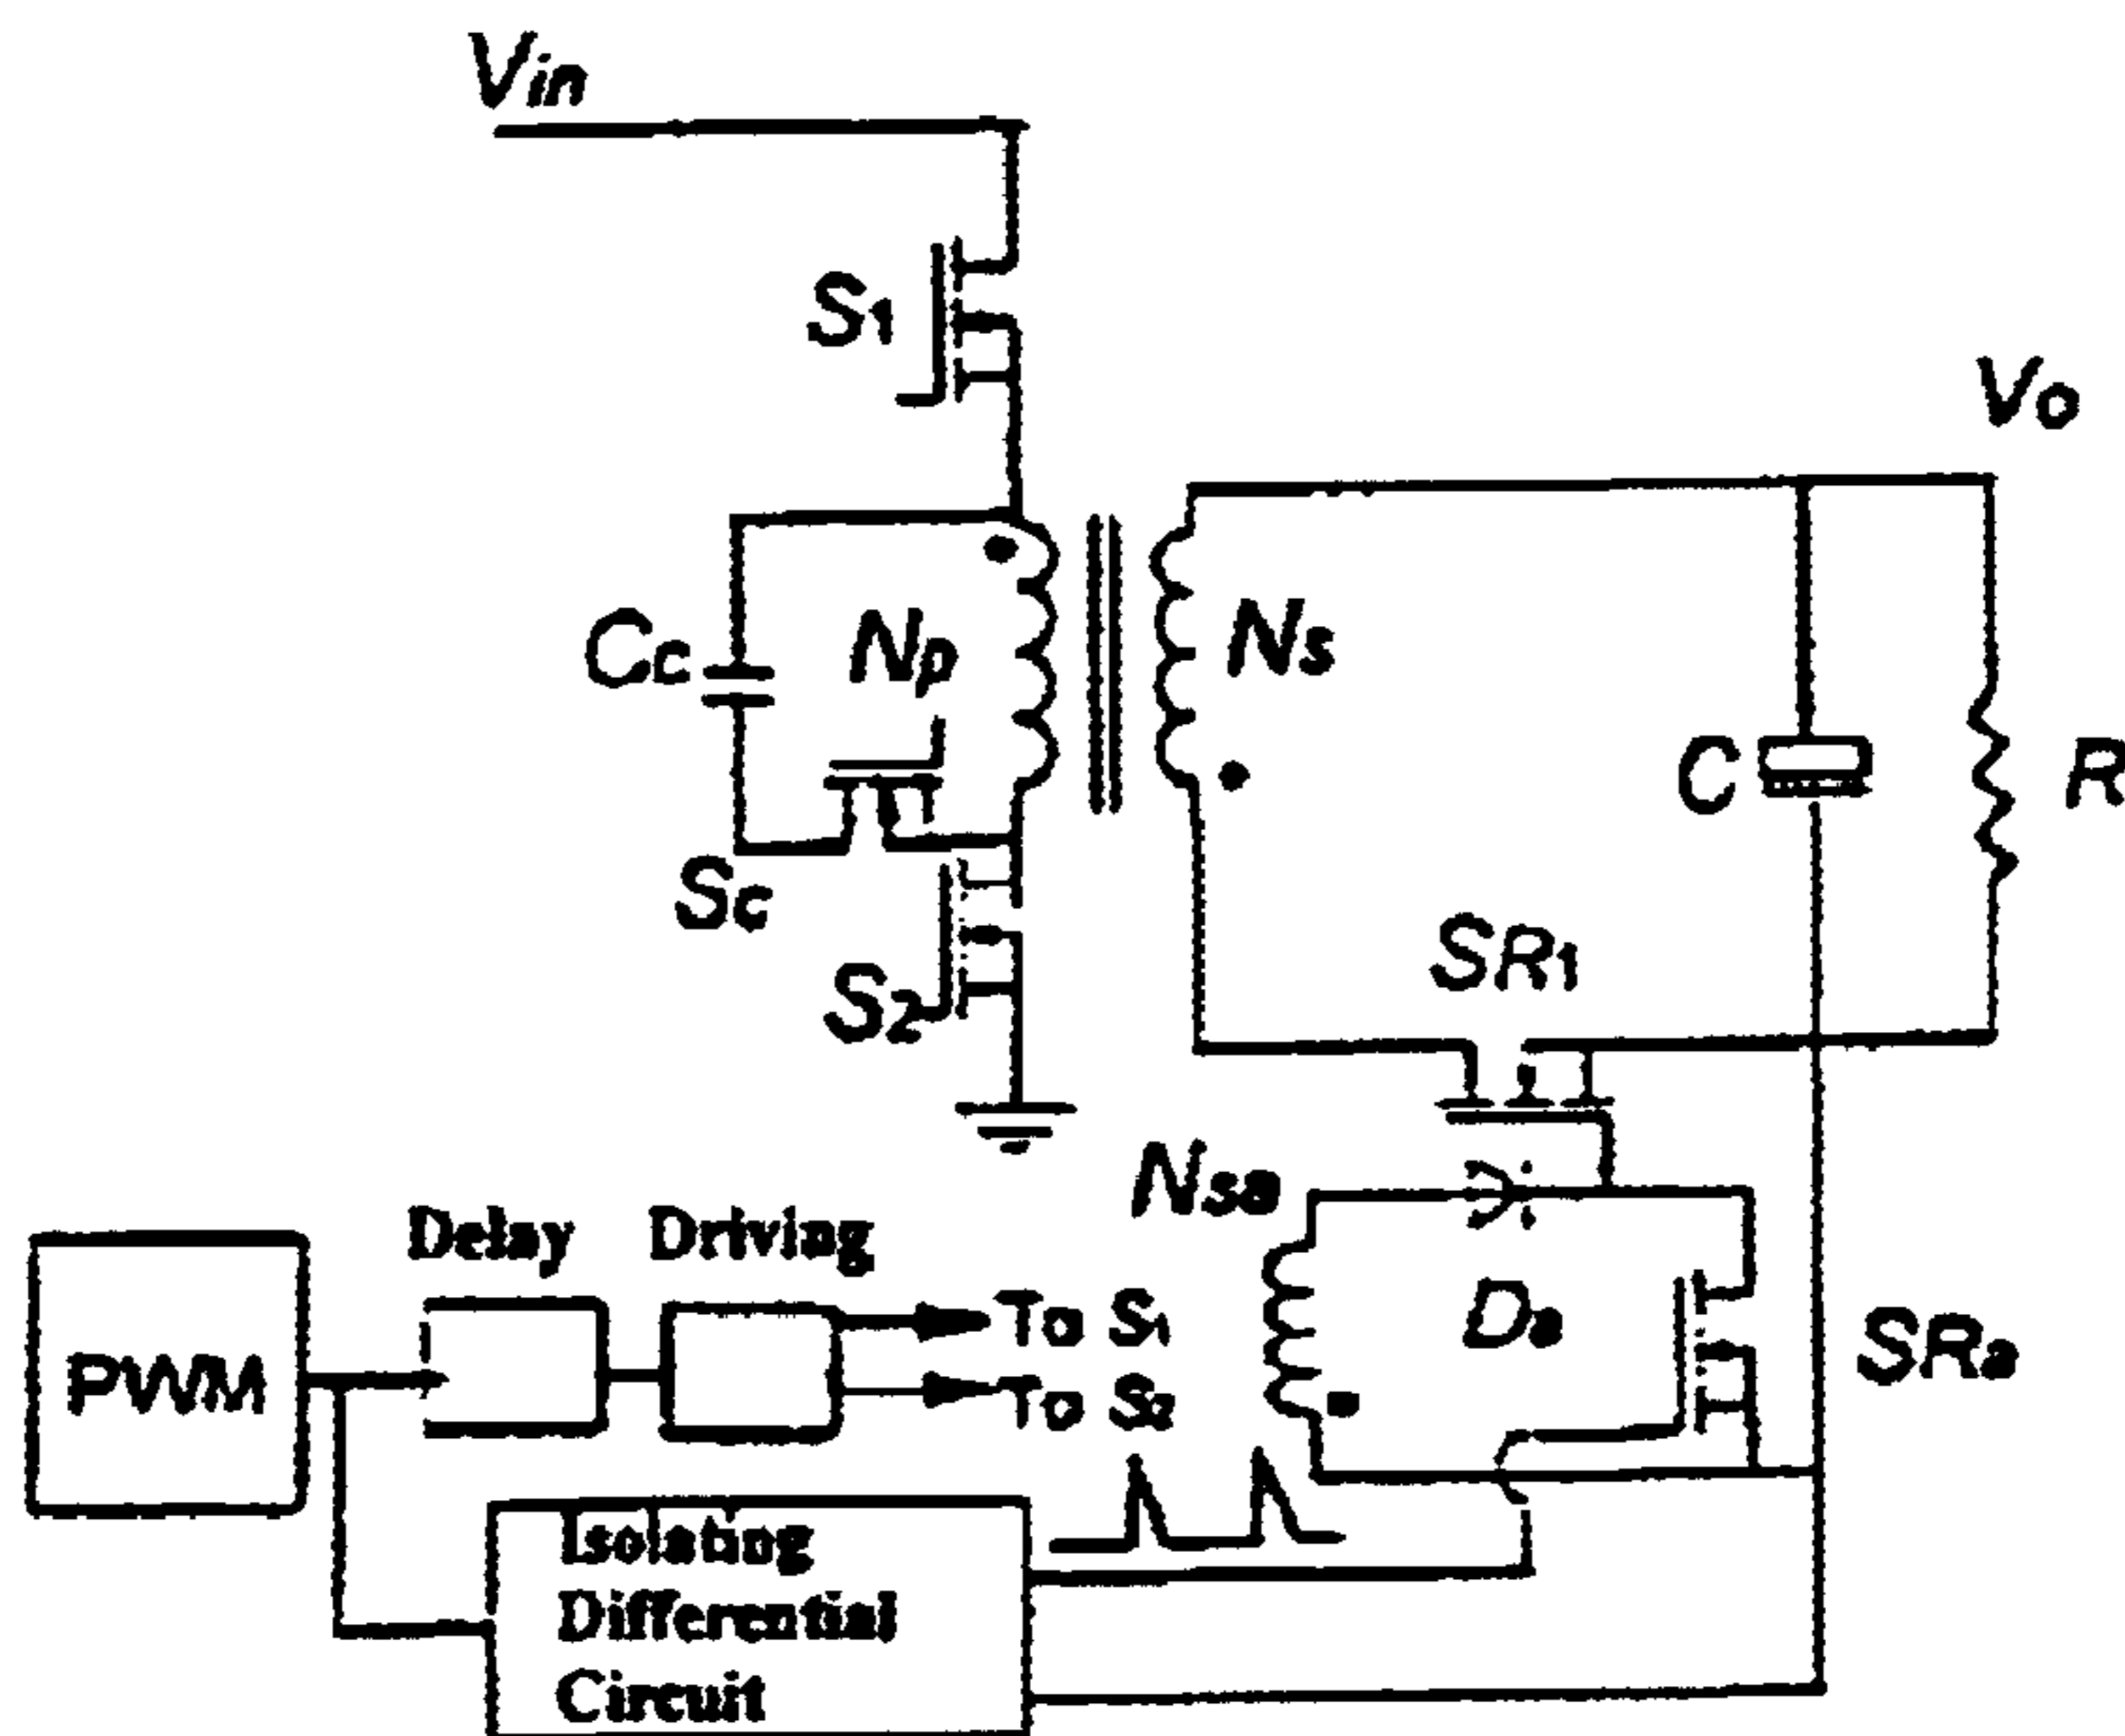 Vin
S1
Vo
Cc
Np
Ns
C
R
Sc
S2
SR1
Nsa
Delay
Driving
PWM
To S1
To S2
Da
SRa
Isolating
Differential
Circuit